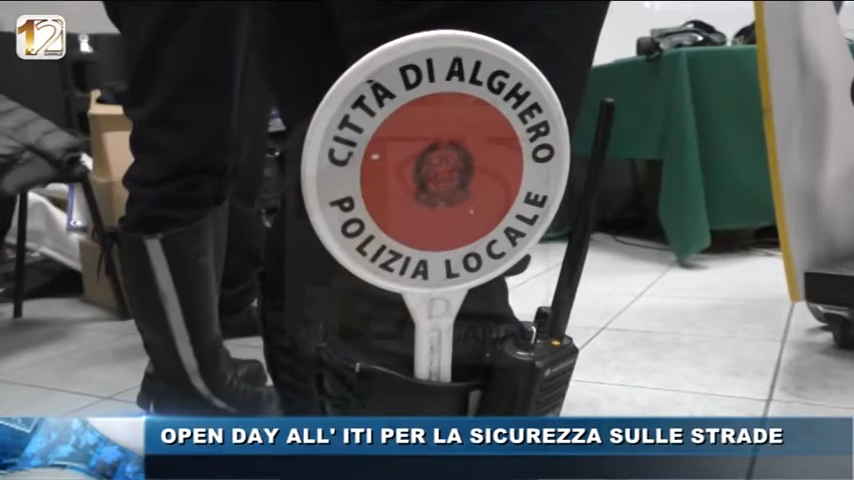 12
CITTÀ DI ALGHERO
POLIZIA LOCALE
OPEN DAY ALL' ITI PER LA SICUREZZA SULLE STRADE